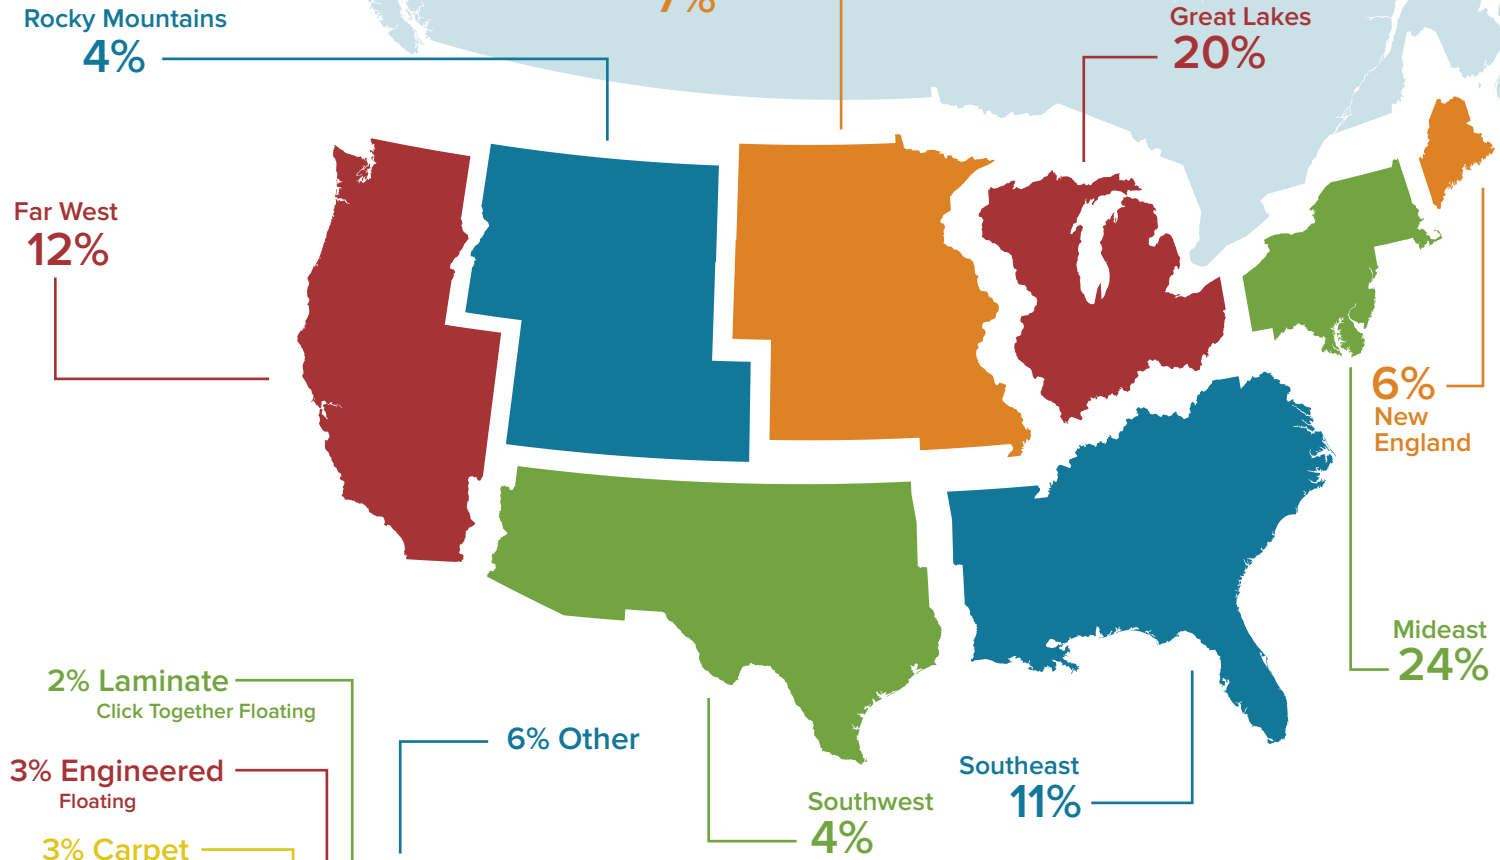 7%
Rocky Mountains
4%
Great Lakes
20%
Far West
12%
6%
New
England
Mideast
24%
2% Laminate
Click Together Floating
6% Other
3% Engineered
Floating
Southeast
11%
Southwest
4%
3% Carpet